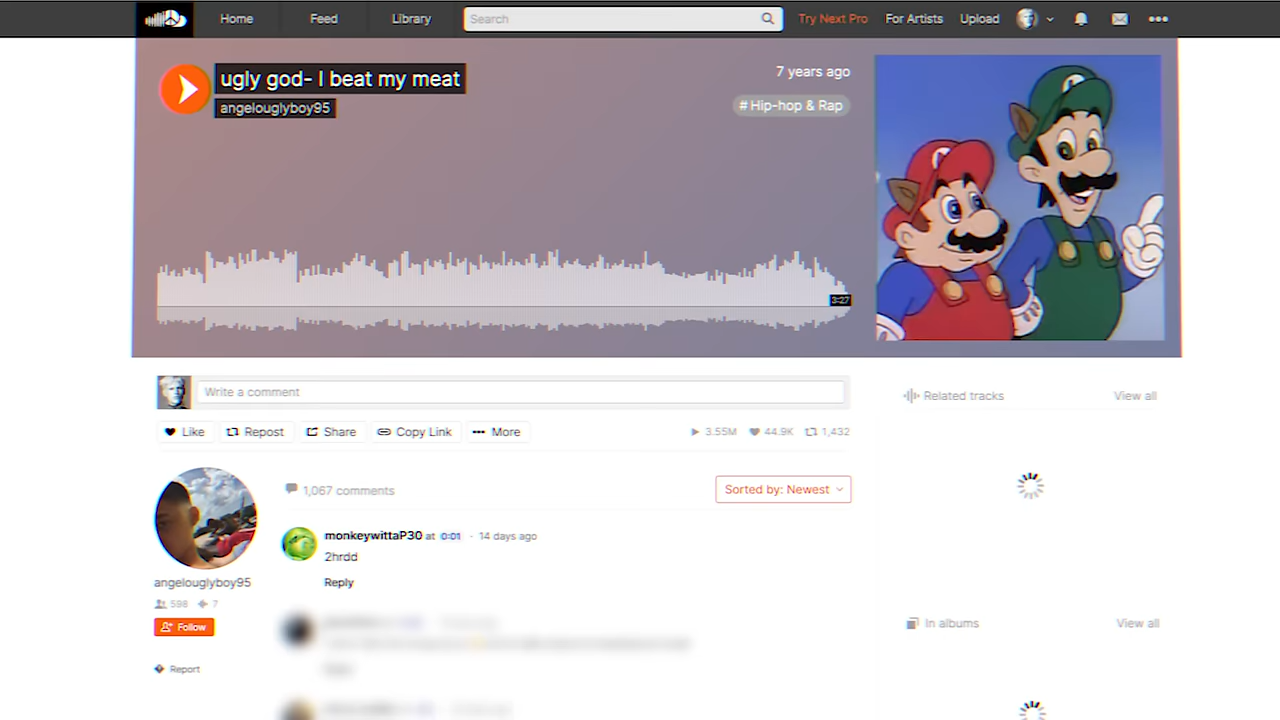 Home Feed Library Search Try Next Pro For Artists Upload
ugly god- I beat my meat
angelouglyboy95
7 years ago
# Hip-hop & Rap
3:27
Write a comment
Like Repost Share Copy Link More
3.55M 44.9K 1,432
Related tracks View all
1,067 comments
Sorted by: Newest
monkeywittaP30 at 0:01 · 14 days ago
2hrdd
Reply
angelouglyboy95
598 7
Follow
Report
In albums View all